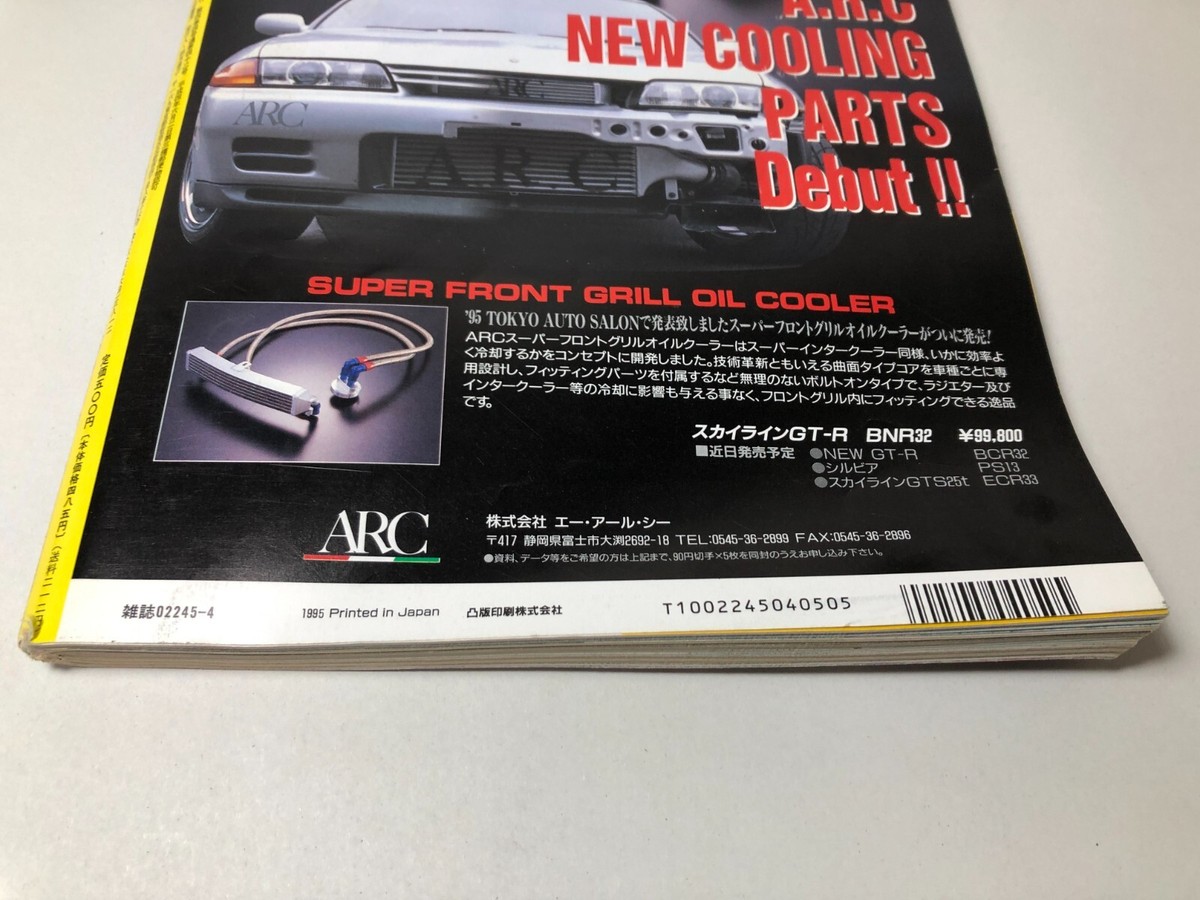 A.R.C
NEW COOLING
PARTS
Debut !!
ARC
ARC
A.R.C
SUPER FRONT GRILL OIL COOLER
'95 TOKYO AUTO SALONで発表致しましたスーパーフロントグリルオイルクーラーがついに発売!
ARCスーパーフロントグリルオイルクーラーはスーパーインタークーラー同様、いかに効率よ
く冷却するかをコンセプトに開発しました。技術革新ともいえる曲面タイプコアを車種ごとに専
用設計し、フィッティングパーツを付属するなど無理のないボルトオンタイプで、ラジエター及び
インタークーラー等の冷却に影響も与える事なく、フロントグリル内にフィッティングできる逸品
です。
スカイラインGT-R BNR32 ¥99,800
■近日発売予定 ●NEW GT-R BCR32
●シルビア PS13
●スカイラインGTS25t ECR33
ARC
株式会社 エー・アール・シー
〒417 静岡県富士市大渕2692-18 TEL:0545-36-2899 FAX:0545-36-2896
●資料、データ等をご希望の方は上記まで、90円切手×5枚を同封のうえお申し込み下さい。
定価五〇〇円(本体価格四八五円)
雑誌02245-4 1995 Printed in Japan 凸版印刷株式会社 T1002245040505